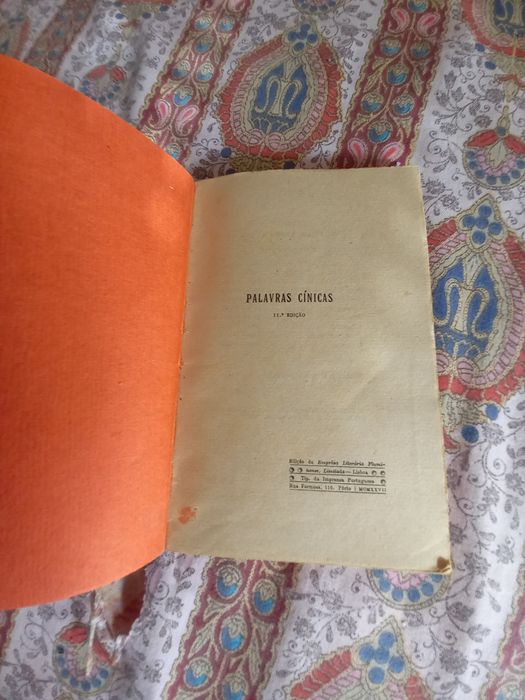 PALAVRAS CÍNICAS
11.ª EDIÇÃO
Edição da Emprêsa Literária Flumi-
nense, Limitada — Lisboa
Tip. da Imprensa Portuguesa
Rua Formosa, 116, Pôrto | MCMXXVII